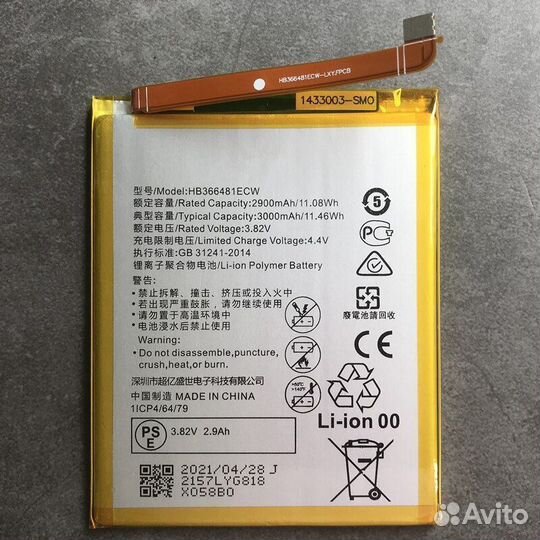 HB366481ECW-LXY.FPCB
1433003-SMO
型号/Model:HB366481ECW
额定容量/Rated Capacity:2900mAh/11.08Wh
典型容量/Typical Capacity:3000mAh/11.46Wh
额定电压/Rated Voltage:3.82V
充电限制电压/Limited Charge Voltage:4.4V
执行标准:GB 31241-2014
锂离子聚合物电池/Li-ion Polymer Battery
警告:
• 禁止拆解、撞击、挤压或投入火中
• 若出现严重鼓胀，请勿继续使用
• 请勿置于高温环境中
• 电池浸水后禁止使用
Warning:
• Do not disassemble,puncture,
crush,heat,or burn.
深圳市超亿盛世电子科技有限公司
中国制造 MADE IN CHINA
1ICP4/64/79
PS
E
3.82V 2.9Ah
2021/04/28 J
2157LYG818
X058B0
5
廢電池請回收
>60℃
>140℉
Li-ion 00
Avito